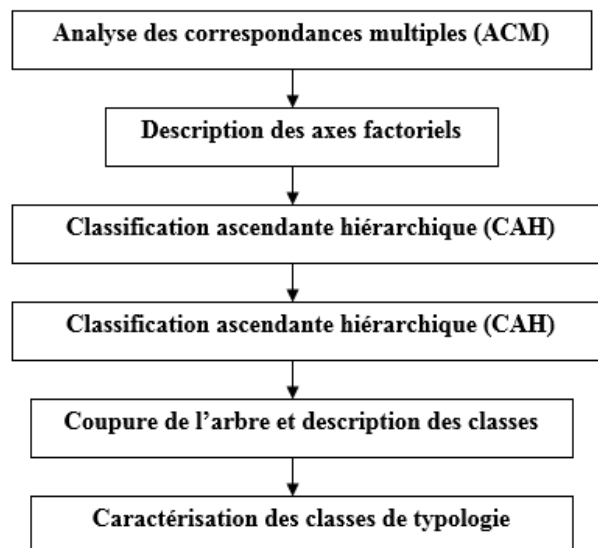 Analyse des correspondances multiples (ACM)
Description des axes factoriels
Classification ascendante hiérarchique (CAH)
Classification ascendante hiérarchique (CAH)
Coupure de l’arbre et description des classes
Caractérisation des classes de typologie